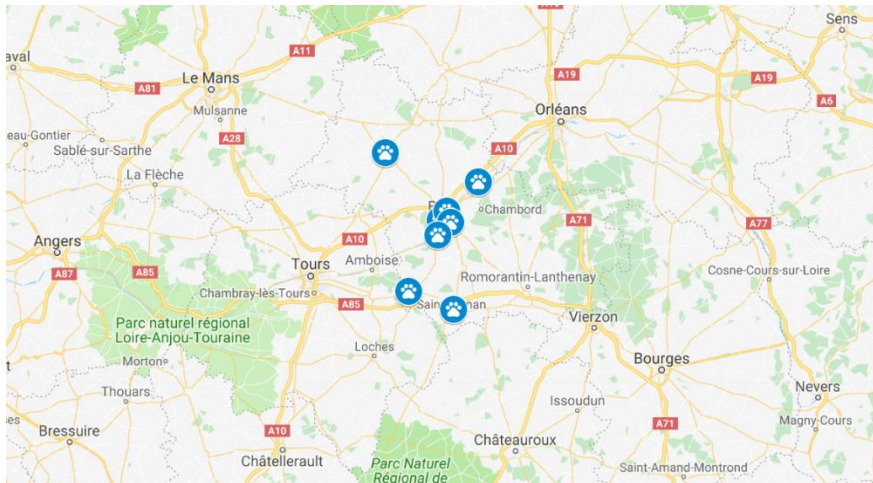 Sens
A11
aval
Le Mans
A81
A19
A19
Mulsanne
Orléans
A6
eau-Gontier
A28
Sablé-sur-Sarthe
A10
La Flèche
Chambord
A71
A77
Angers
A10
Amboise
Tours
A87
A85
Romorantin-Lanthenay
Cosne-Cours-sur-Loire
Chambray-lès-Tours
A85
Vierzon
Parc naturel régional
Loire-Anjou-Touraine
Loches
Morton
Bourges
Thouars
Nevers
Issoudun
A71
Magny-Cours
Bressuire
A10
Châteauroux
Châtellerault
Parc Naturel
Régional de
Saint-Amand-Montrond